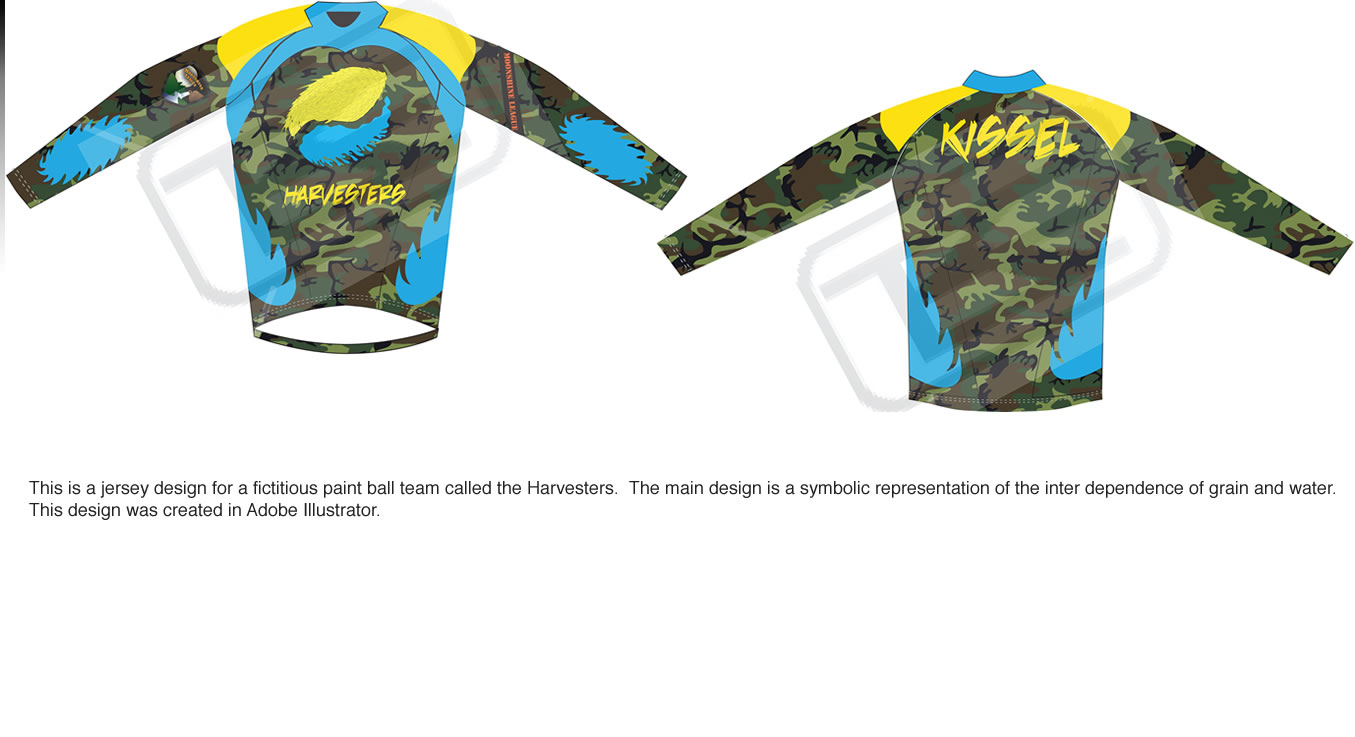 MOONSHINE LEAGUE
HARVESTERS
KISSEL
This is a jersey design for a fictitious paint ball team called the Harvesters. The main design is a symbolic representation of the inter dependence of grain and water.
This design was created in Adobe Illustrator.